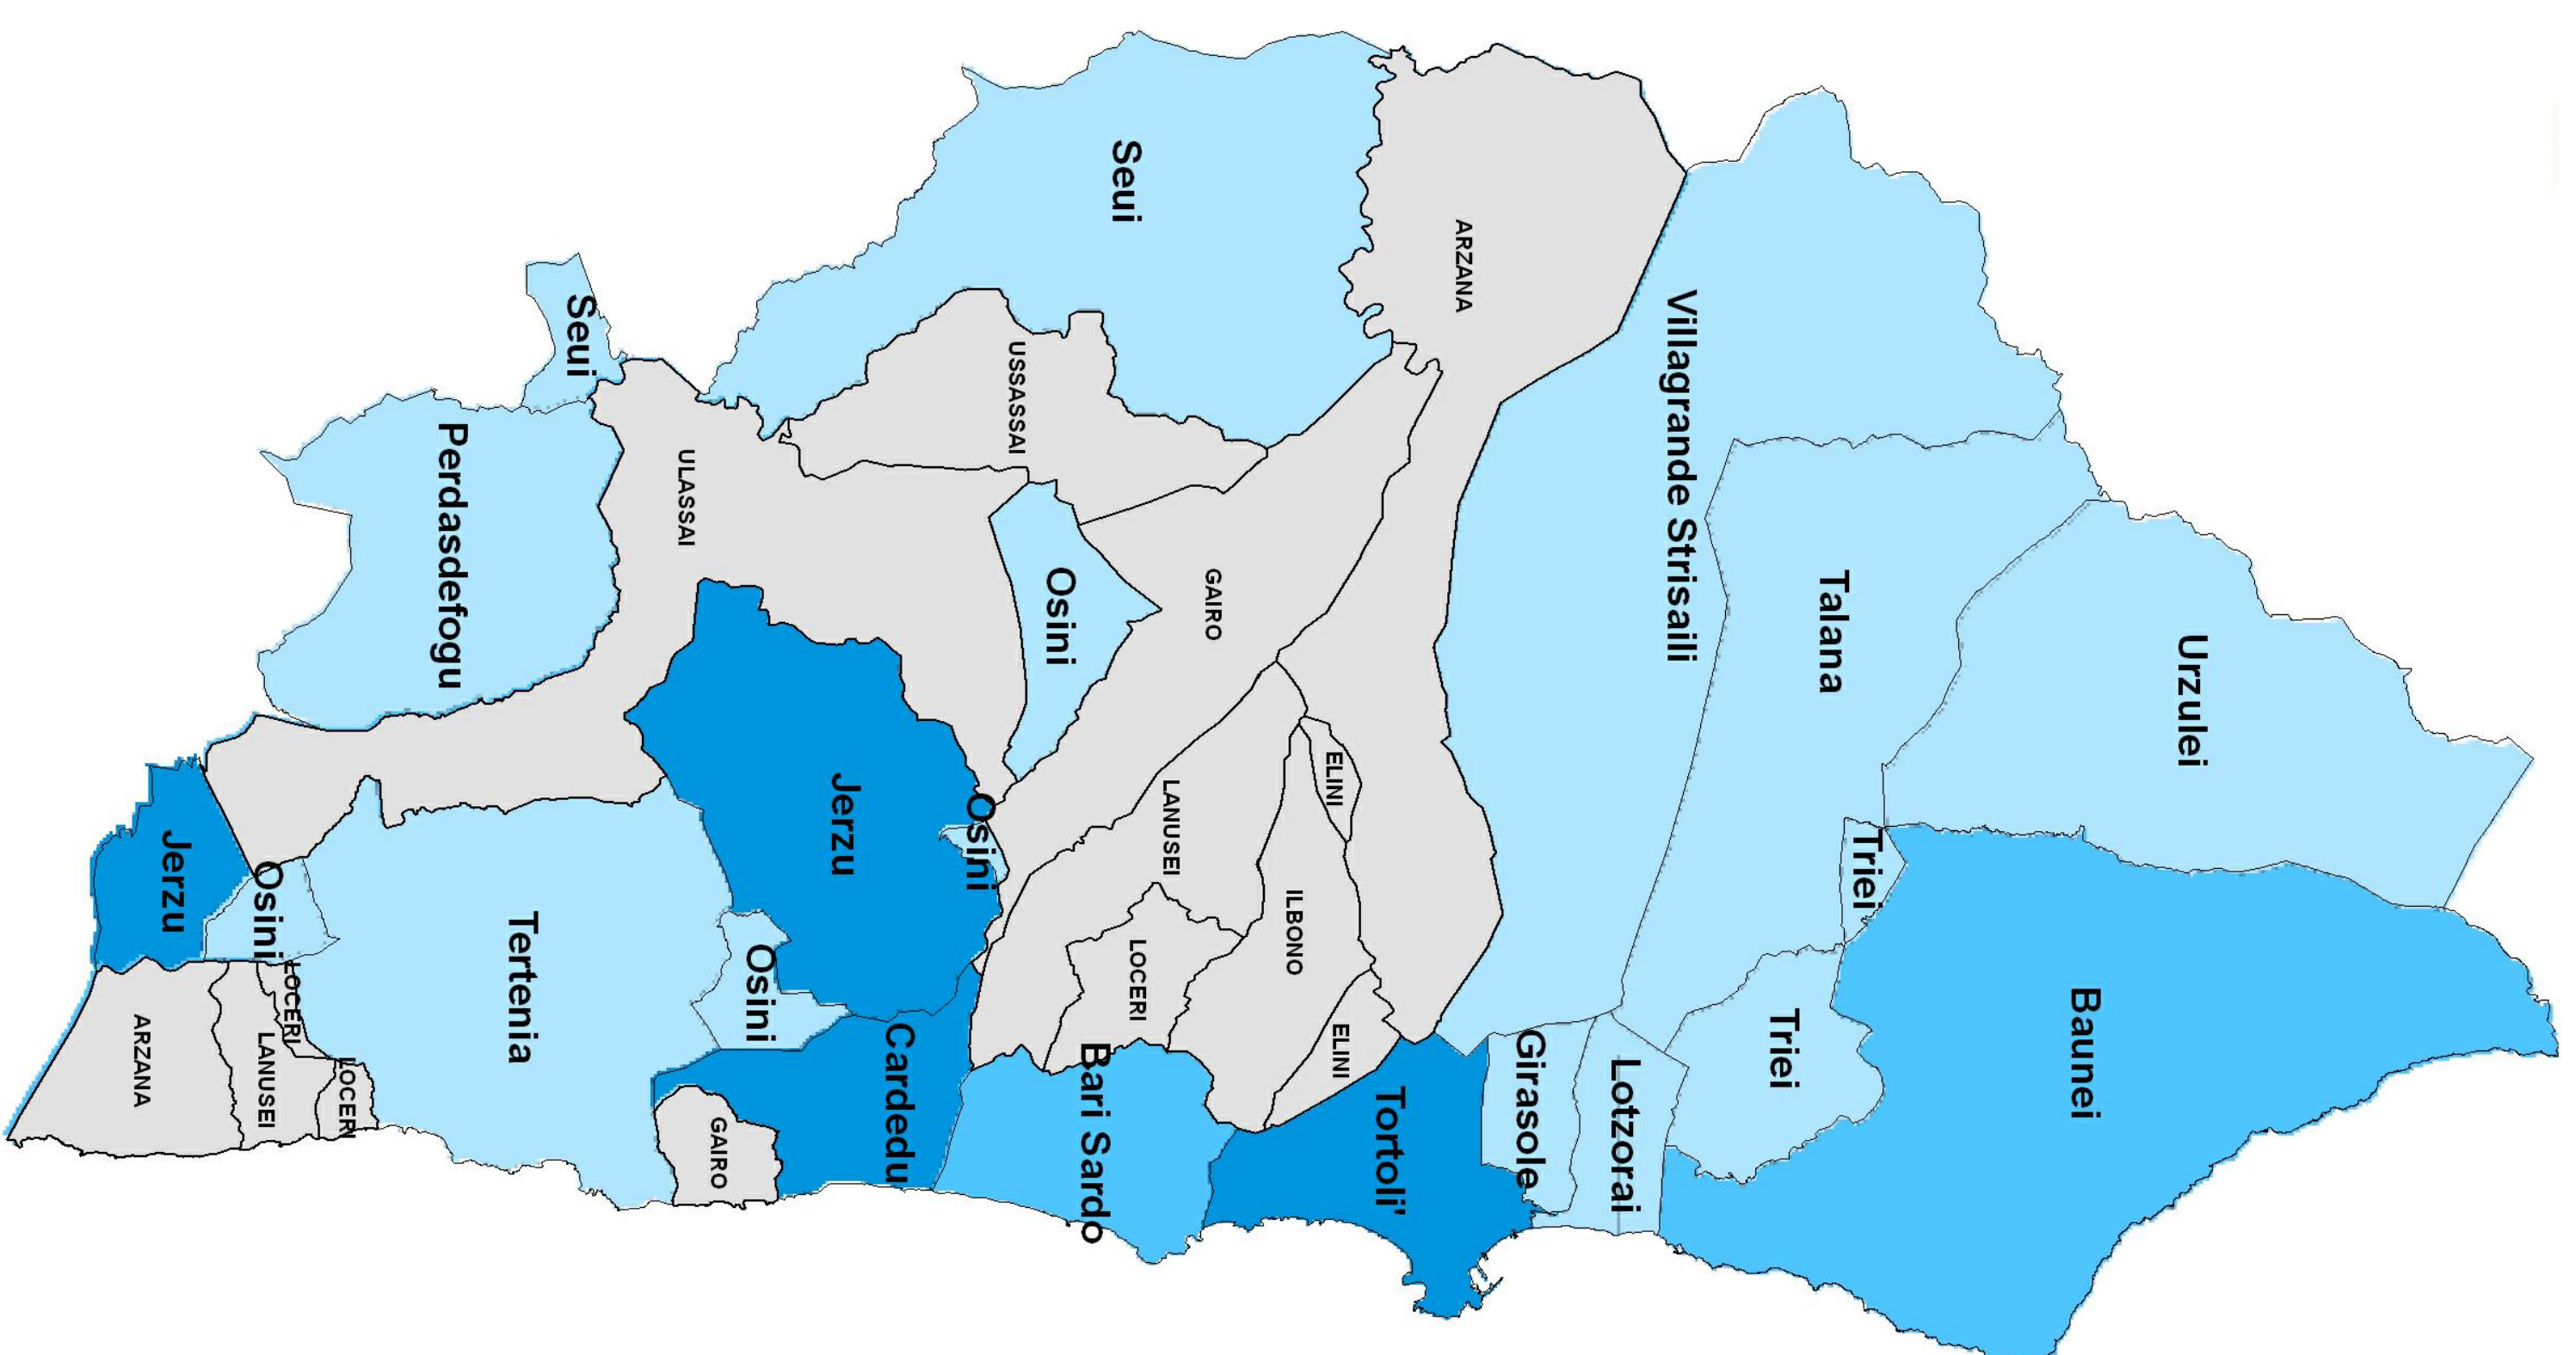 Urzulei
Baunei
Talana
Triei
Triei
Villagrande Strisaili
Lotzorai
Girasole
ARZANA
Tortoli'
ELINI
ELINI
ILBONO
GAIRO
LANUSEI
LOCERI
Bari Sardo
Seui
USSASSAI
Osini
Osini
Cardedu
Jerzu
Osini
GAIRO
ULASSAI
Seui
Tertenia
Perdasdefogu
LOCERI
LOCERI
Osini
LANUSEI
Jerzu
ARZANA